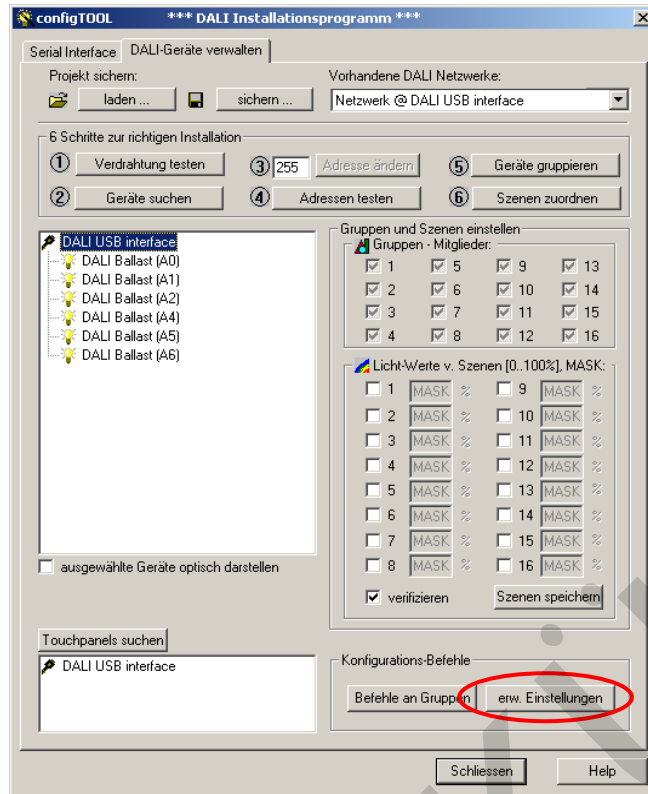 configTOOL *** DALI Installationsprogramm ***
Serial Interface DALI-Geräte verwalten
Projekt sichern: Vorhandene DALI Netzwerke:
laden ... sichern ... Netzwerk @ DALI USB interface
6 Schritte zur richtigen Installation
1 Verdrahtung testen 3 255 Adresse ändern 5 Geräte gruppieren
2 Geräte suchen 4 Adressen testen 6 Szenen zuordnen
DALI USB interface
DALI Ballast (A0)
DALI Ballast (A1)
DALI Ballast (A2)
DALI Ballast (A4)
DALI Ballast (A5)
DALI Ballast (A6)
ausgewählte Geräte optisch darstellen
Gruppen und Szenen einstellen
Gruppen - Mitglieder:
1 5 9 13
2 6 10 14
3 7 11 15
4 8 12 16
Licht-Werte v. Szenen [0..100%], MASK:
1 MASK % 9 MASK %
2 MASK % 10 MASK %
3 MASK % 11 MASK %
4 MASK % 12 MASK %
5 MASK % 13 MASK %
6 MASK % 14 MASK %
7 MASK % 15 MASK %
8 MASK % 16 MASK %
verifizieren Szenen speichern
Touchpanels suchen
DALI USB interface
Konfigurations-Befehle
Befehle an Gruppen erw. Einstellungen
Schliessen Help